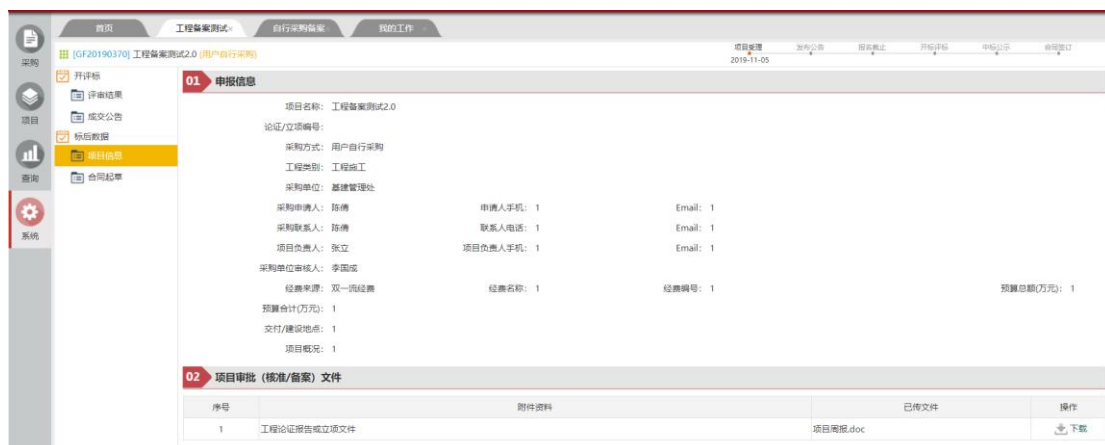 首页 工程备案测试× 自行采购备案 我的工作
采购
项目
查询
系统
[GF20190370] 工程备案测试2.0 (用户自行采购)
项目受理 发布公告 报名截止 开标评标 中标公示 合同签订
2019-11-05
开评标
评审结果
成交公告
标后数据
项目信息
合同起草
01 申报信息
项目名称: 工程备案测试2.0
论证/立项编号:
采购方式: 用户自行采购
工程类别: 工程施工
采购单位: 基建管理处
采购申请人: 陈倩 申请人手机: 1 Email: 1
采购联系人: 陈倩 联系人电话: 1 Email: 1
项目负责人: 张立 项目负责人手机: 1 Email: 1
采购单位审核人: 李国成
经费来源: 双一流经费 经费名称: 1 经费编号: 1 预算总额(万元): 1
预算合计(万元): 1
交付/建设地点: 1
项目概况: 1
02 项目审批（核准/备案）文件
序号 附件资料 已传文件 操作
1 工程论证报告或立项文件 项目周报.doc 下载